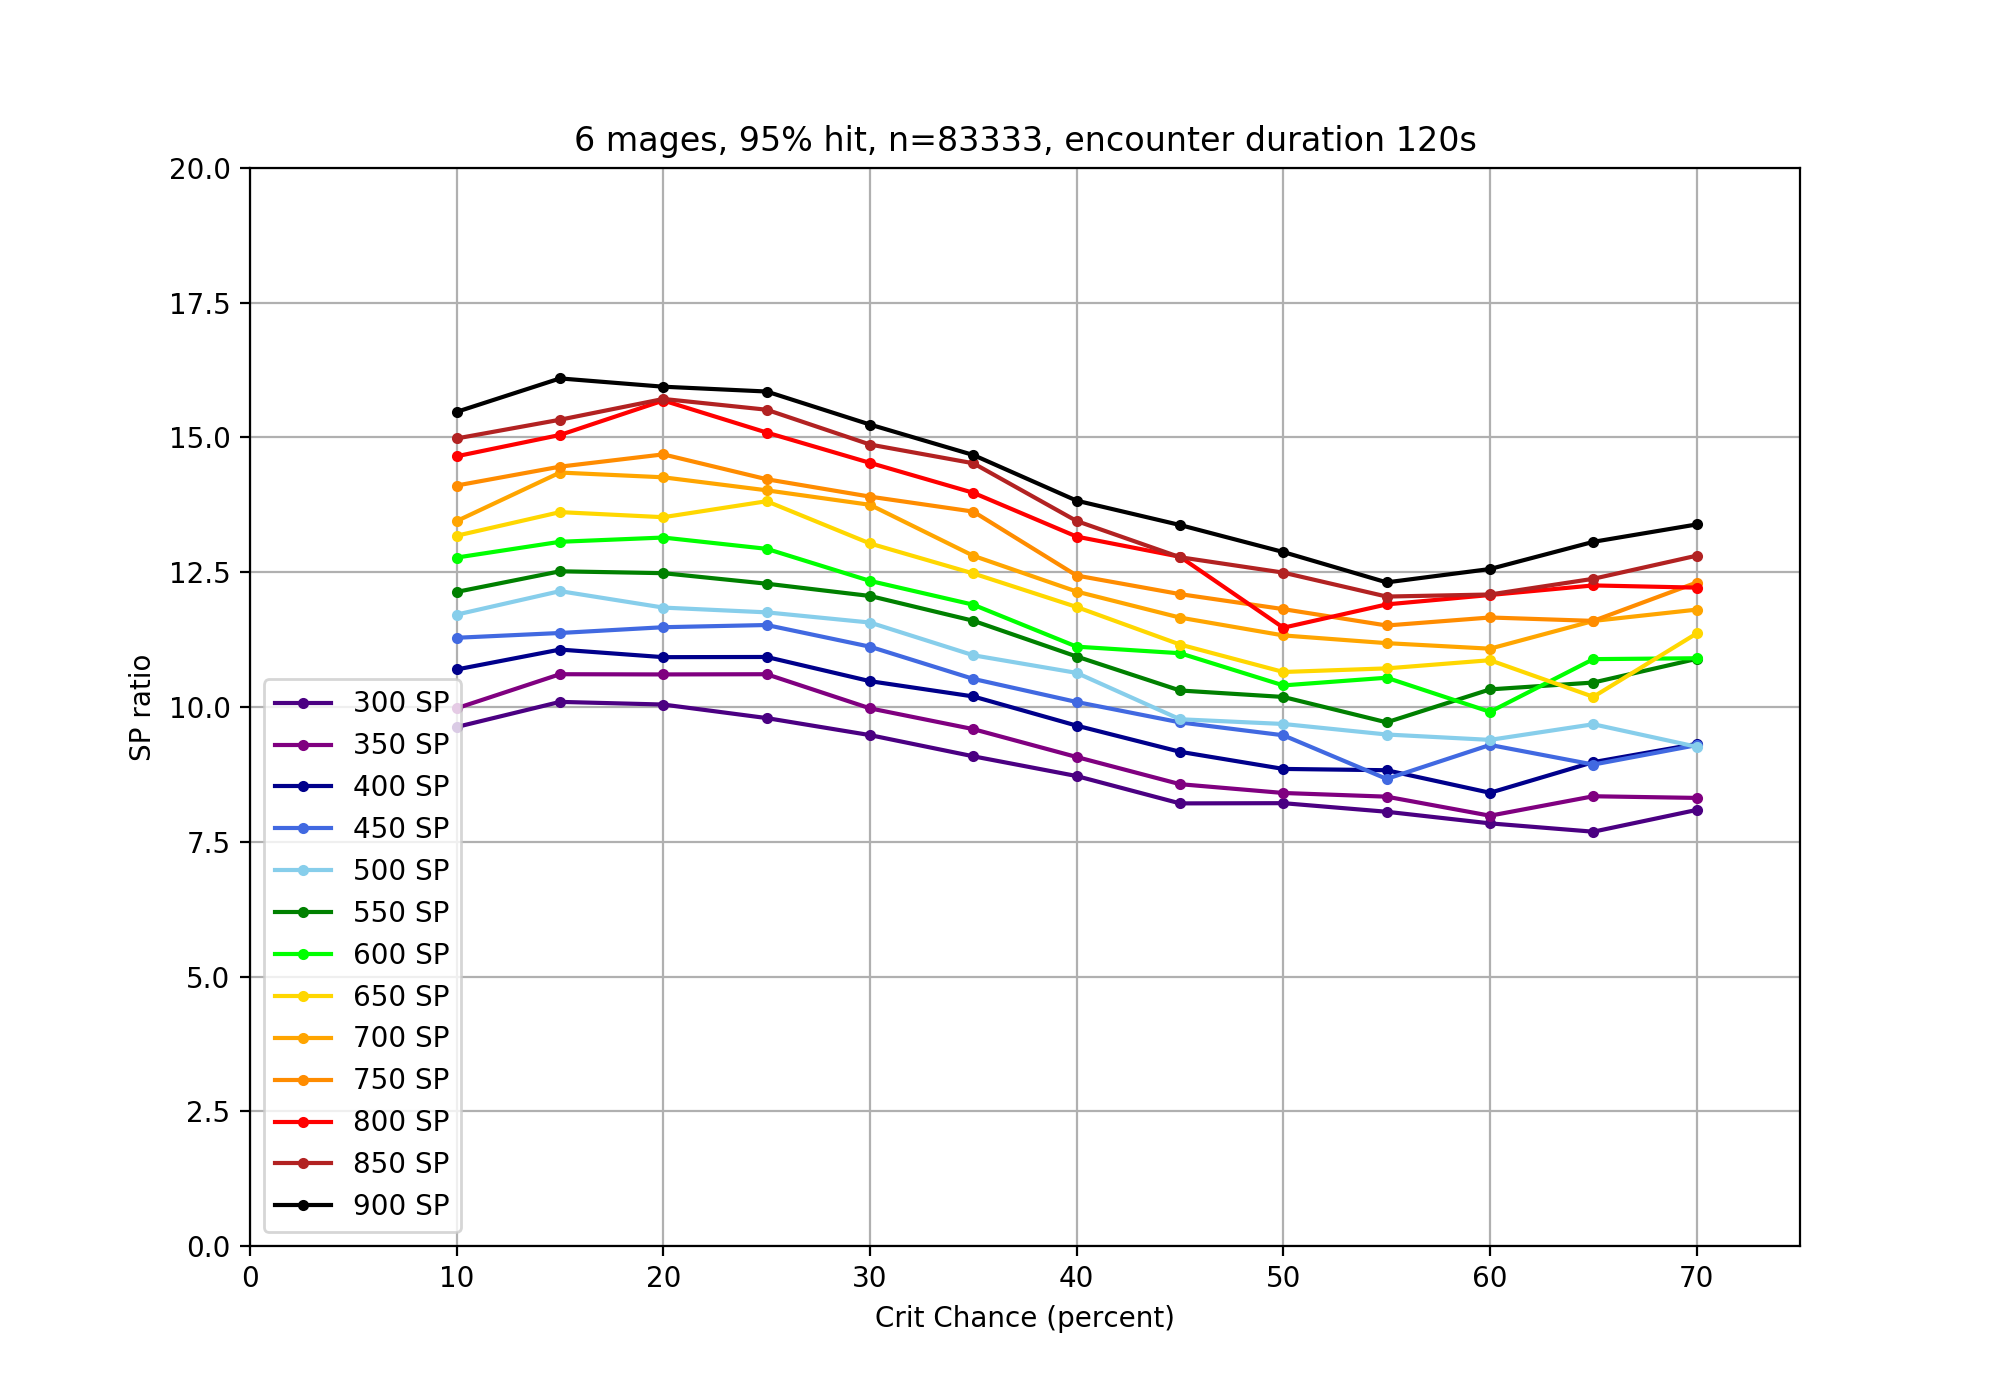 6 mages, 95% hit, n=83333, encounter duration 120s
20.0
17.5
15.0
12.5
10.0
7.5
5.0
2.5
0.0
SP ratio
300 SP
350 SP
400 SP
450 SP
500 SP
550 SP
600 SP
650 SP
700 SP
750 SP
800 SP
850 SP
900 SP
0 10 20 30 40 50 60 70
Crit Chance (percent)